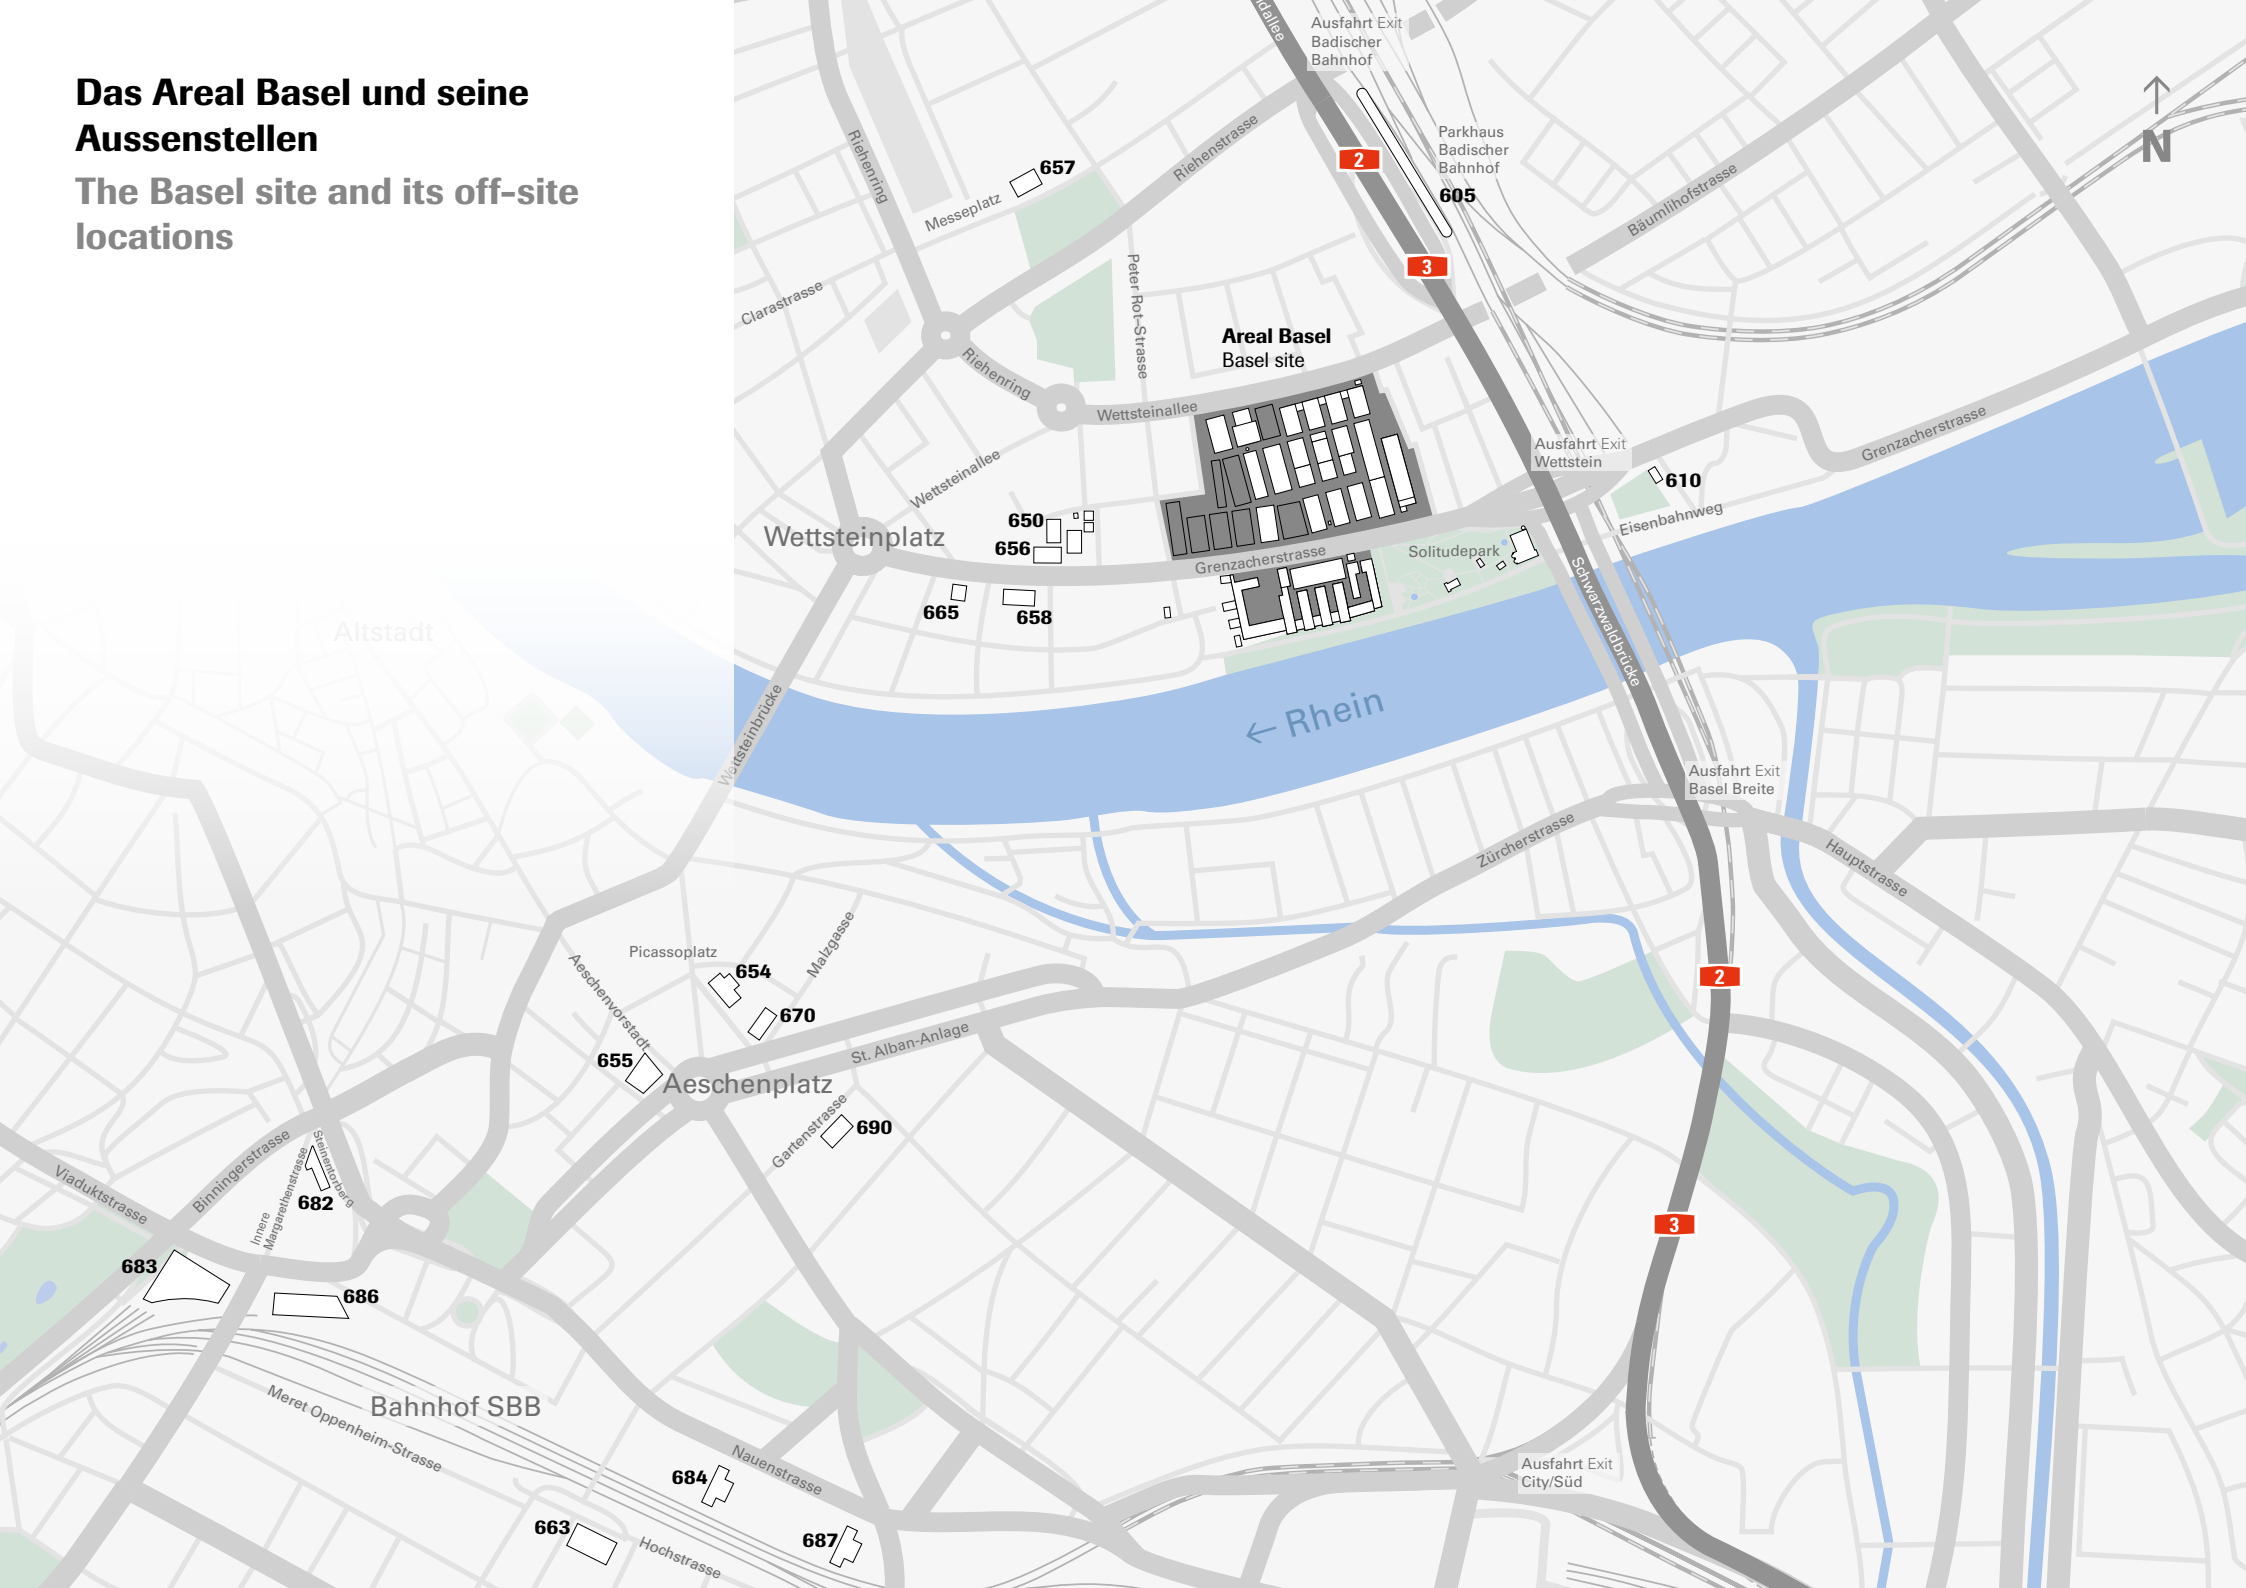 Das Areal Basel und seine
Aussenstellen
The Basel site and its off-site
locations
Ausfahrt Exit
Badischer
Bahnhof
N
Parkhaus
Badischer
Bahnhof
605
2
3
Riehenring
Riehenstrasse
657
Messeplatz
Bäumlihofstrasse
Clarastrasse
Peter Rot-Strasse
Areal Basel
Basel site
Riehenring
Wettsteinallee
Wettsteinallee
Grenzacherstrasse
Ausfahrt Exit
Wettstein
610
Eisenbahnweg
650
656
Wettsteinplatz
Grenzacherstrasse
Solitudepark
665
658
Schwarzwaldbrücke
Altstadt
Wettsteinbrücke
← Rhein
Ausfahrt Exit
Basel Breite
Zürcherstrasse
Hauptstrasse
Picassoplatz
Malzgasse
654
Aeschenvorstadt
670
2
655
Aeschenplatz
St. Alban-Anlage
Gartenstrasse
690
Viaduktstrasse
Binningerstrasse
Innere
Margarethenstrasse
Steinentorberg
682
3
683
686
Bahnhof SBB
Meret Oppenheim-Strasse
Nauenstrasse
684
Ausfahrt Exit
City/Süd
663
Hochstrasse
687